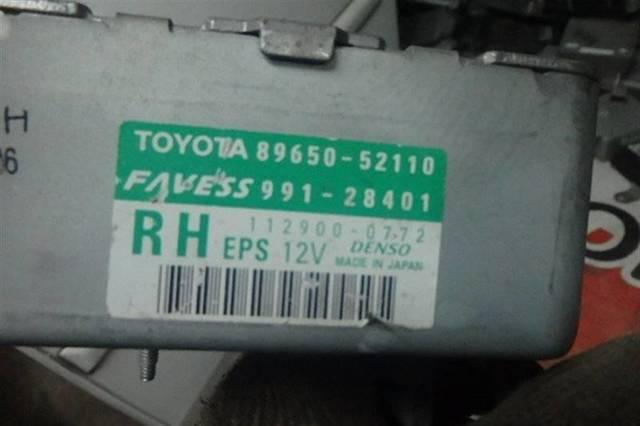 TOYOTA 89650-52110
FAVESS 991-28401
112900-0772
RH EPS 12V DENSO
MADE IN JAPAN
H